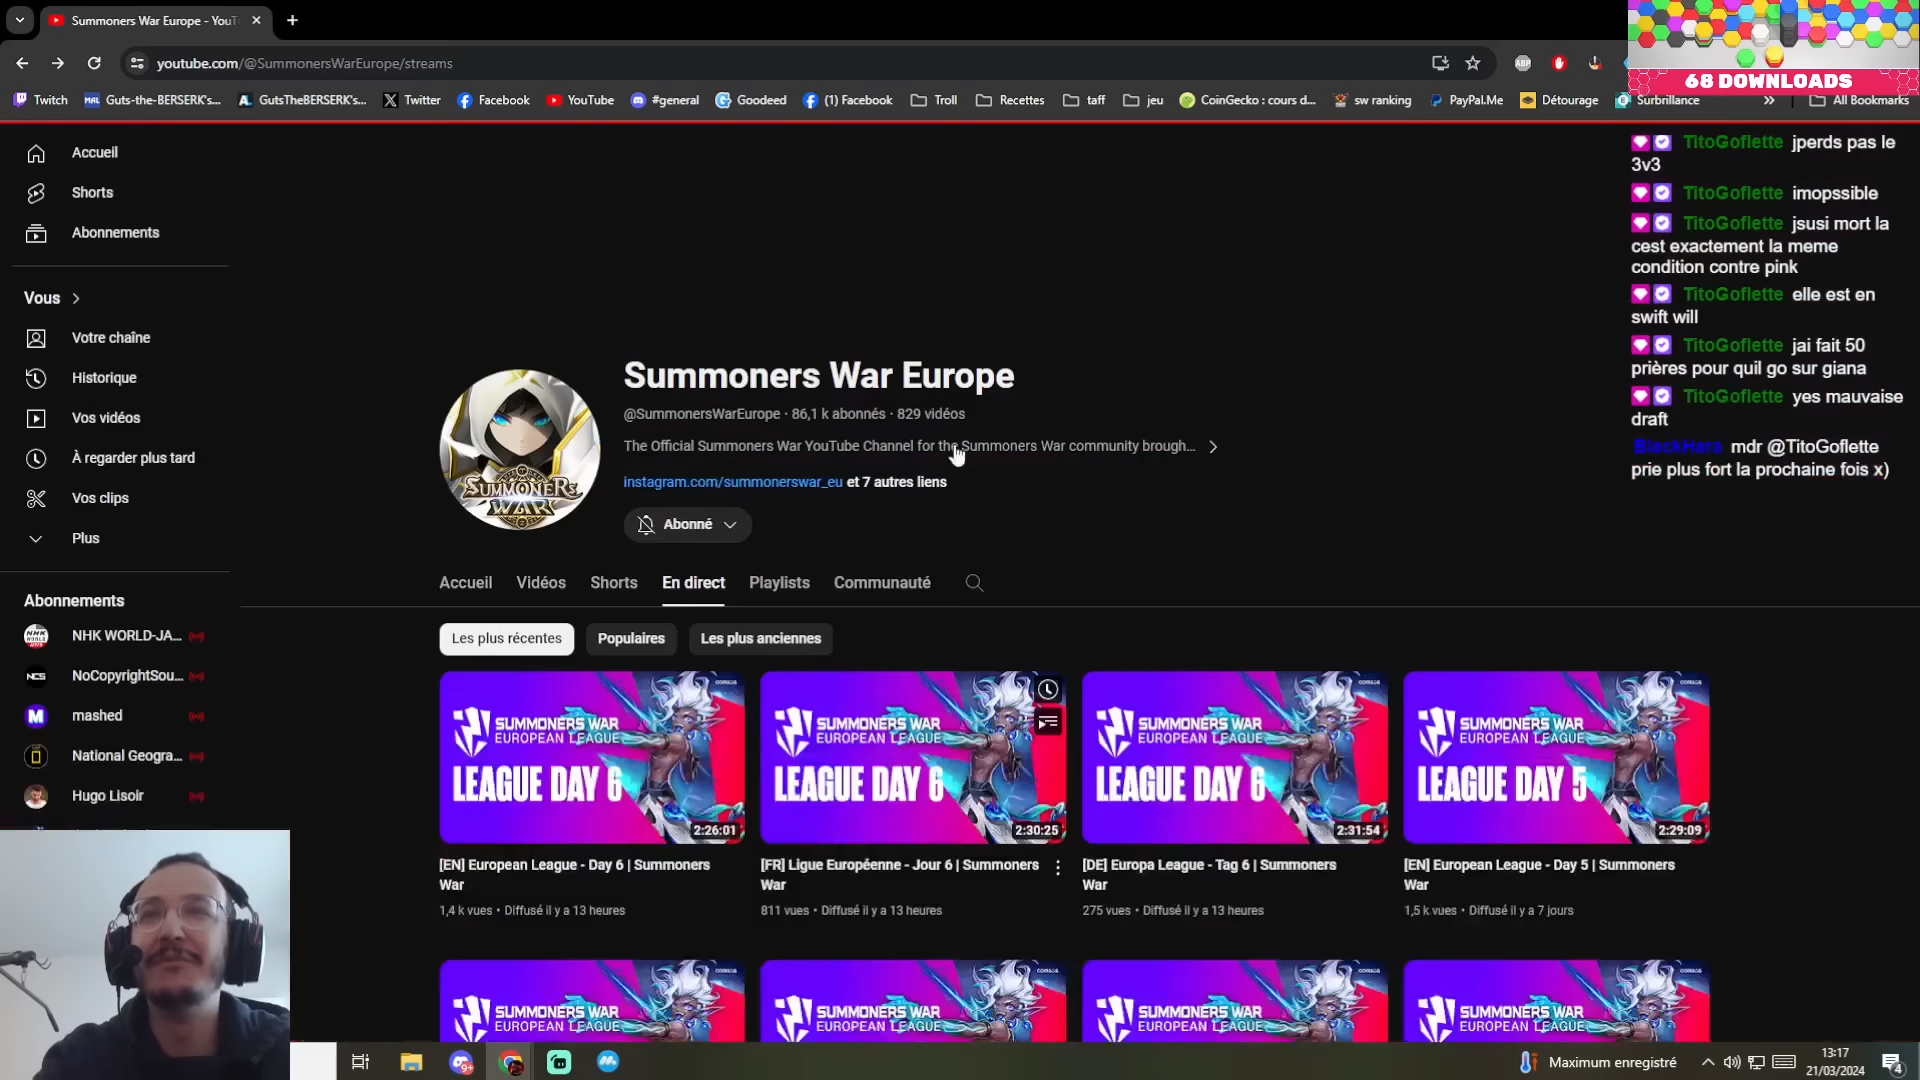 Summoners War Europe - YouT
68 DOWNLOADS
youtube.com/@SummonersWarEurope/streams
ABP
Twitch
MAL Guts-the-BERSERK's...
GutsTheBERSERK's...
Twitter
Facebook
YouTube
#general
Goodeed
(1) Facebook
Troll
Recettes
taff
jeu
CoinGecko : cours d...
sw ranking
PayPal.Me
Détourage
Surbrillance
All Bookmarks
Accueil
Shorts
Abonnements
Vous
Votre chaîne
Historique
Vos vidéos
À regarder plus tard
Vos clips
Plus
Abonnements
NHK WORLD-JA...
NoCopyrightSou...
mashed
National Geogra...
Hugo Lisoir
SUMMONERS
WAR
Summoners War Europe
@SummonersWarEurope · 86,1 k abonnés · 829 vidéos
The Official Summoners War YouTube Channel for the Summoners War community brough...
instagram.com/summonerswar_eu et 7 autres liens
Abonné
Accueil
Vidéos
Shorts
En direct
Playlists
Communauté
Les plus récentes
Populaires
Les plus anciennes
SUMMONERS WAR
EUROPEAN LEAGUE
LEAGUE DAY 6
2:26:01
[EN] European League - Day 6 | Summoners
War
1,4 k vues • Diffusé il y a 13 heures
SUMMONERS WAR
EUROPEAN LEAGUE
LEAGUE DAY 6
2:30:25
[FR] Ligue Européenne - Jour 6 | Summoners
War
811 vues • Diffusé il y a 13 heures
SUMMONERS WAR
EUROPEAN LEAGUE
LEAGUE DAY 6
2:31:54
[DE] Europa League - Tag 6 | Summoners
War
275 vues • Diffusé il y a 13 heures
SUMMONERS WAR
EUROPEAN LEAGUE
LEAGUE DAY 5
2:29:09
[EN] European League - Day 5 | Summoners
War
1,5 k vues • Diffusé il y a 7 jours
SUMMONERS WAR
EUROPEAN LEAGUE
SUMMONERS WAR
EUROPEAN LEAGUE
SUMMONERS WAR
EUROPEAN LEAGUE
SUMMONERS WAR
EUROPEAN LEAGUE
TitoGoflette jperds pas le
3v3
TitoGoflette imopssible
TitoGoflette jsusi mort la
cest exactement la meme
condition contre pink
TitoGoflette elle est en
swift will
TitoGoflette jai fait 50
prières pour quil go sur giana
TitoGoflette yes mauvaise
draft
BlackHara mdr @TitoGoflette
prie plus fort la prochaine fois x)
9+
Maximum enregistré
13:17
21/03/2024
4